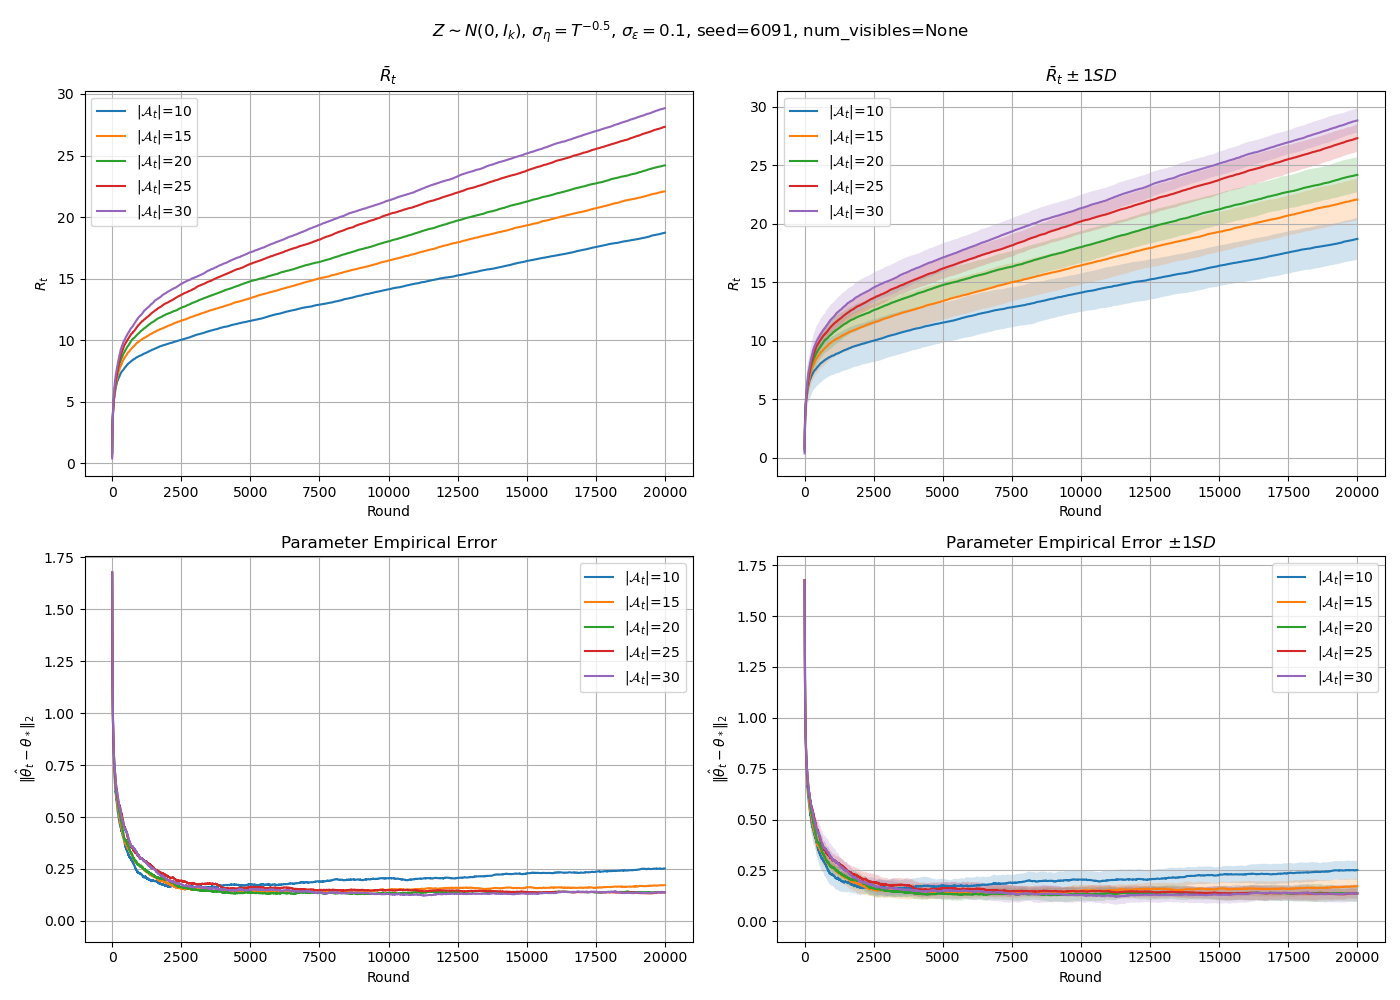 Z ~ N(0, I_k), σ_η = T^{−0.5}, σ_ε = 0.1, seed=6091, num_visibles=None
R̄_t
|𝒜_t|=10
|𝒜_t|=15
|𝒜_t|=20
|𝒜_t|=25
|𝒜_t|=30
R_t
30
25
20
15
10
5
0
0 2500 5000 7500 10000 12500 15000 17500 20000
Round
R̄_t ± 1SD
|𝒜_t|=10
|𝒜_t|=15
|𝒜_t|=20
|𝒜_t|=25
|𝒜_t|=30
R_t
30
25
20
15
10
5
0
0 2500 5000 7500 10000 12500 15000 17500 20000
Round
Parameter Empirical Error
|𝒜_t|=10
|𝒜_t|=15
|𝒜_t|=20
|𝒜_t|=25
|𝒜_t|=30
‖θ̂_t − θ_*‖_2
1.75
1.50
1.25
1.00
0.75
0.50
0.25
0.00
0 2500 5000 7500 10000 12500 15000 17500 20000
Round
Parameter Empirical Error ±1SD
|𝒜_t|=10
|𝒜_t|=15
|𝒜_t|=20
|𝒜_t|=25
|𝒜_t|=30
‖θ̂_t − θ_*‖_2
1.75
1.50
1.25
1.00
0.75
0.50
0.25
0.00
0 2500 5000 7500 10000 12500 15000 17500 20000
Round